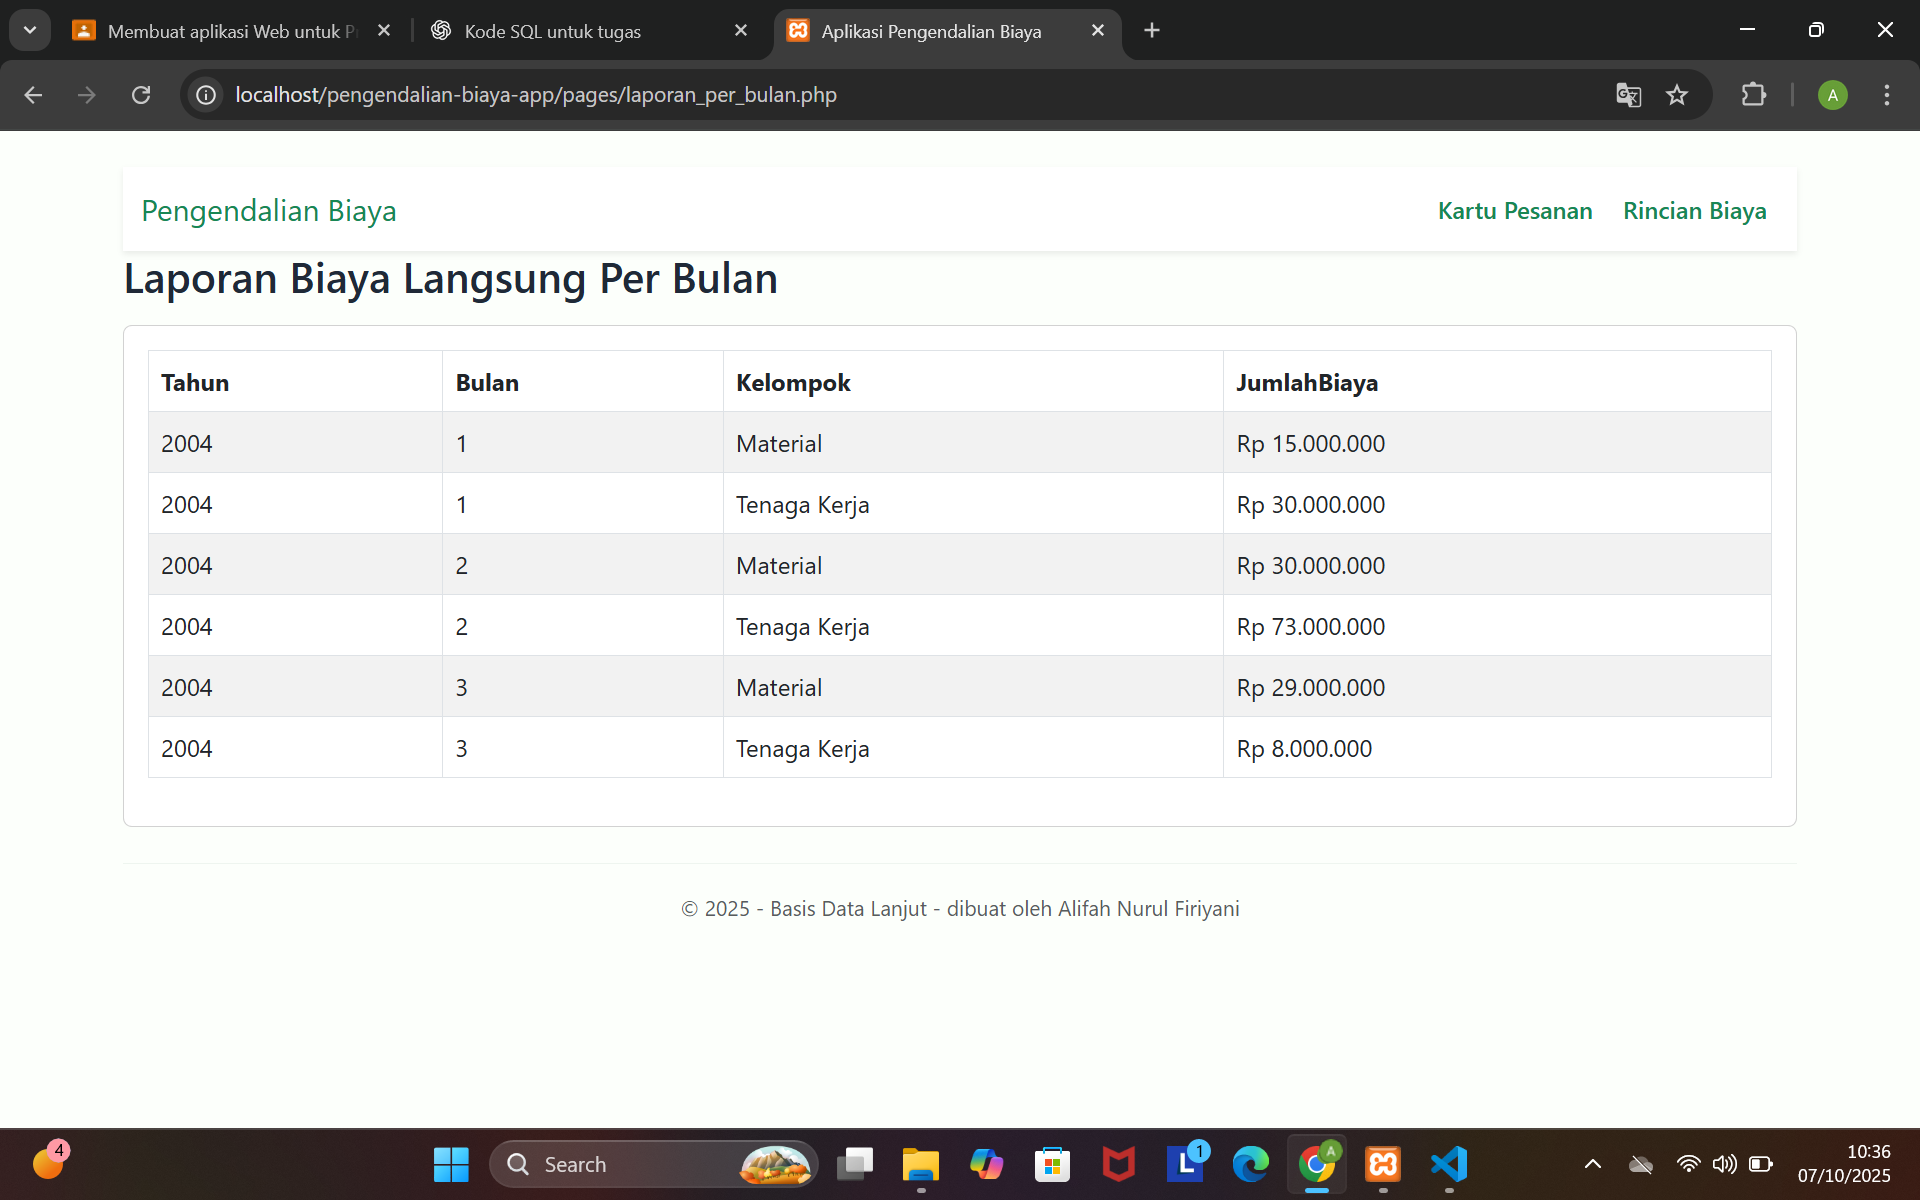 Membuat aplikasi Web untuk P
Kode SQL untuk tugas
Aplikasi Pengendalian Biaya
localhost/pengendalian-biaya-app/pages/laporan_per_bulan.php
A
Pengendalian Biaya
Kartu Pesanan
Rincian Biaya
Laporan Biaya Langsung Per Bulan
Tahun Bulan Kelompok JumlahBiaya
2004 1 Material Rp 15.000.000
2004 1 Tenaga Kerja Rp 30.000.000
2004 2 Material Rp 30.000.000
2004 2 Tenaga Kerja Rp 73.000.000
2004 3 Material Rp 29.000.000
2004 3 Tenaga Kerja Rp 8.000.000
© 2025 - Basis Data Lanjut - dibuat oleh Alifah Nurul Firiyani
4
Search
L
1
A
10:36
07/10/2025